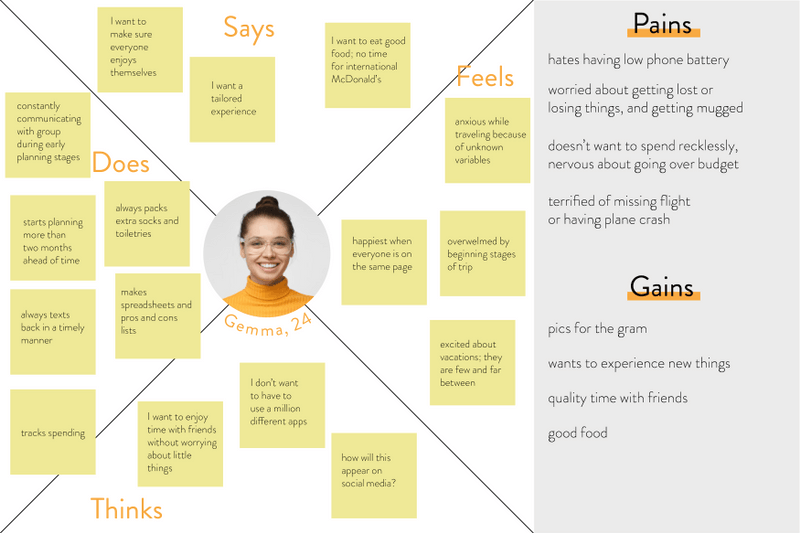 Says
I want to
make sure
everyone
enjoys
themselves
I want a
tailored
experience
I want to eat good
food; no time
for international
McDonald's
Feels
anxious while
traveling because
of unknown
variables
happiest when
everyone is on
the same page
overwelmed by
beginning stages
of trip
excited about
vacations; they
are few and far
between
Does
constantly
communicating
with group
during early
planning stages
starts planning
more than
two months
ahead of time
always packs
extra socks and
toiletries
always texts
back in a timely
manner
makes
spreadsheets and
pros and cons
lists
tracks spending
Gemma, 24
Thinks
I want to enjoy
time with friends
without worrying
about little
things
I don't want
to have to
use a million
different apps
how will this
appear on
social media?
Pains
hates having low phone battery
worried about getting lost or
losing things, and getting mugged
doesn't want to spend recklessly,
nervous about going over budget
terrified of missing flight
or having plane crash
Gains
pics for the gram
wants to experience new things
quality time with friends
good food